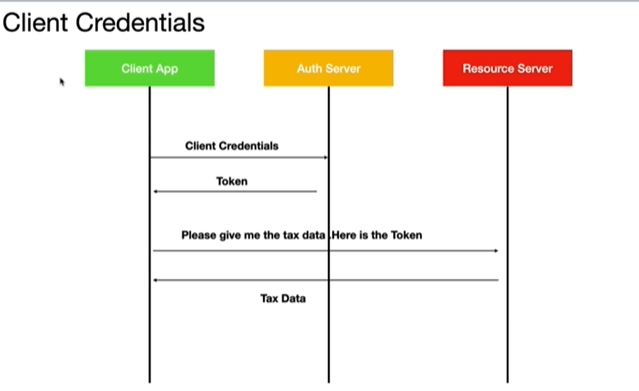 Client Credentials
Client App
Auth Server
Resource Server
Client Credentials
Token
Please give me the tax data .Here is the Token
Tax Data